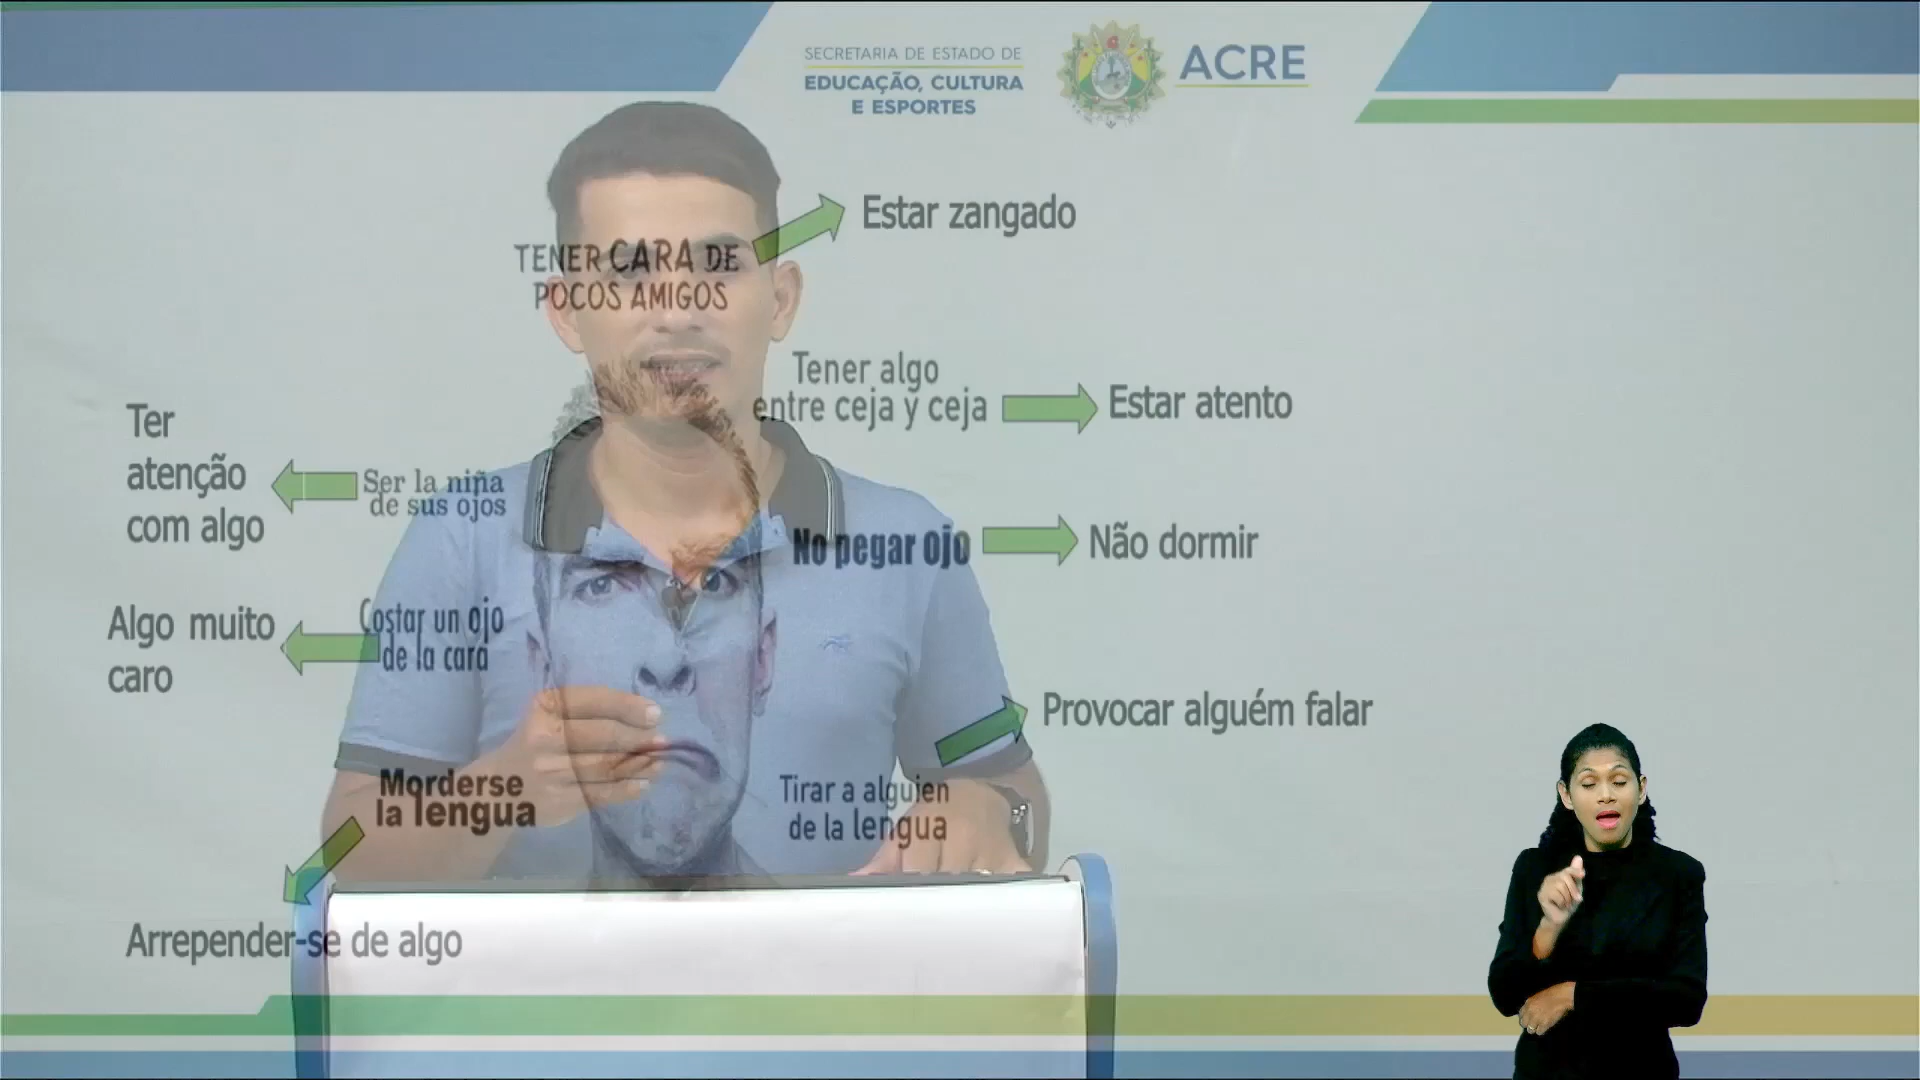 SECRETARIA DE ESTADO DE
EDUCAÇÃO, CULTURA
E ESPORTES
ACRE
Estar zangado
TENER CARA DE
POCOS AMIGOS
Tener algo
entre ceja y ceja
Estar atento
Ter
atenção
com algo
Ser la niña
de sus ojos
No pegar ojo
Não dormir
Algo muito
caro
Costar un ojo
de la cara
Provocar alguém falar
Morderse
la lengua
Tirar a alguien
de la lengua
Arrepender-se de algo